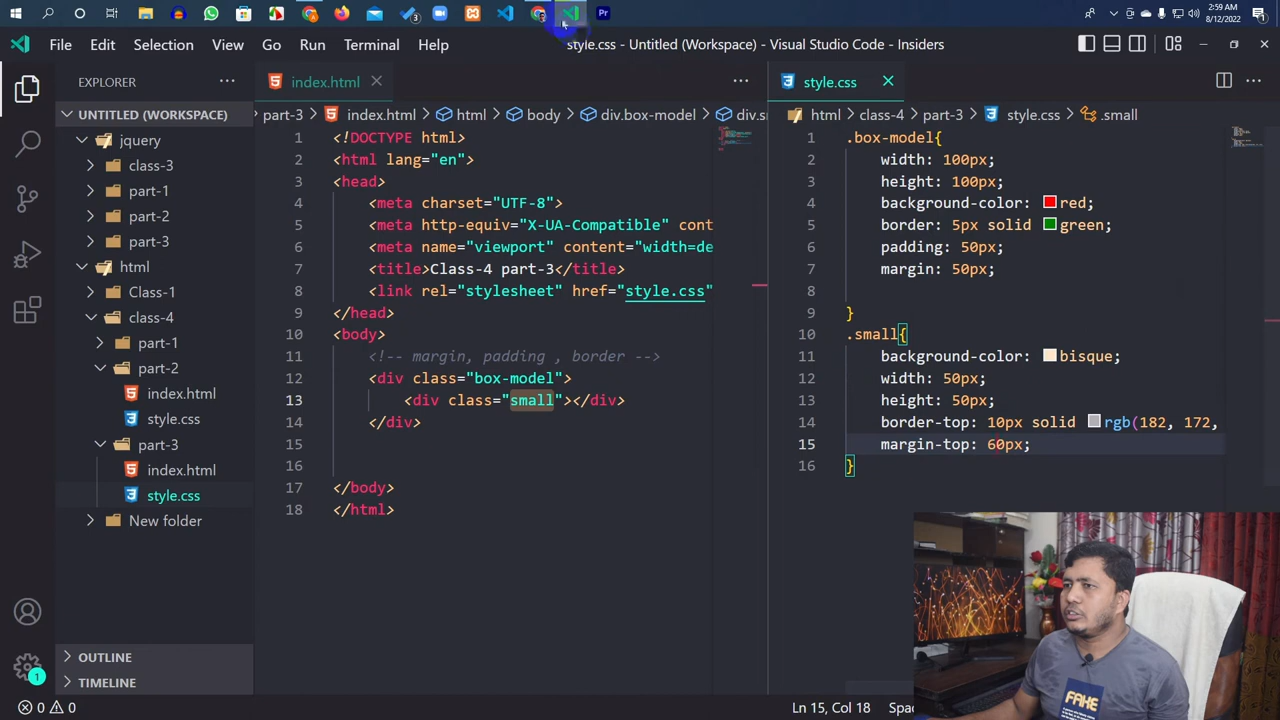 2:59 AM
8/12/2022
File Edit Selection View Go Run Terminal Help
style.css - Untitled (Workspace) - Visual Studio Code - Insiders
EXPLORER
UNTITLED (WORKSPACE)
jquery
class-3
part-1
part-2
part-3
html
Class-1
class-4
part-1
part-2
index.html
style.css
part-3
index.html
style.css
New folder
OUTLINE
TIMELINE
1
index.html
part-3 > index.html > html > body > div.box-model > div.sm
1 <!DOCTYPE html>
2 <html lang="en">
3 <head>
4 <meta charset="UTF-8">
5 <meta http-equiv="X-UA-Compatible" cont
6 <meta name="viewport" content="width=de
7 <title>Class-4 part-3</title>
8 <link rel="stylesheet" href="style.css"
9 </head>
10 <body>
11 <!-- margin, padding , border -->
12 <div class="box-model">
13 <div class="small"></div>
14 </div>
15
16
17 </body>
18 </html>
style.css
html > class-4 > part-3 > style.css > .small
1 .box-model{
2 width: 100px;
3 height: 100px;
4 background-color: red;
5 border: 5px solid green;
6 padding: 50px;
7 margin: 50px;
8
9 }
10 .small{
11 background-color: bisque;
12 width: 50px;
13 height: 50px;
14 border-top: 10px solid rgb(182, 172,
15 margin-top: 60px;
16 }
FAKE
0 0
Ln 15, Col 18 Spac